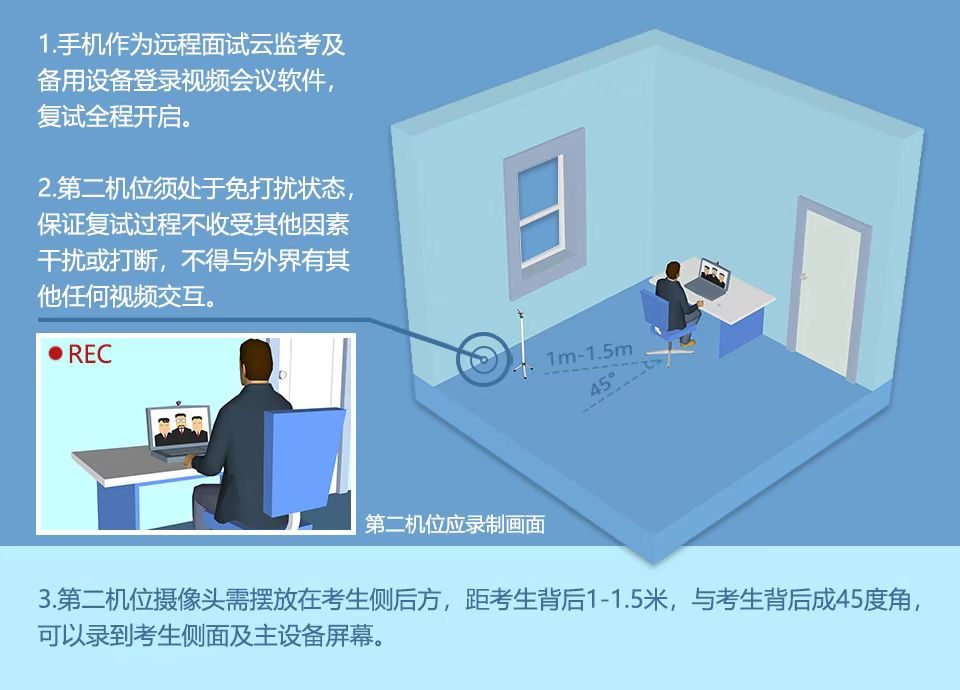 1.手机作为远程面试云监考及
备用设备登录视频会议软件，
复试全程开启。
2.第二机位须处于免打扰状态，
保证复试过程不收受其他因素
干扰或打断，不得与外界有其
他任何视频交互。
REC
1m-1.5m
45°
第二机位应录制画面
3.第二机位摄像头需摆放在考生侧后方，距考生背后1-1.5米，与考生背后成45度角，
可以录到考生侧面及主设备屏幕。